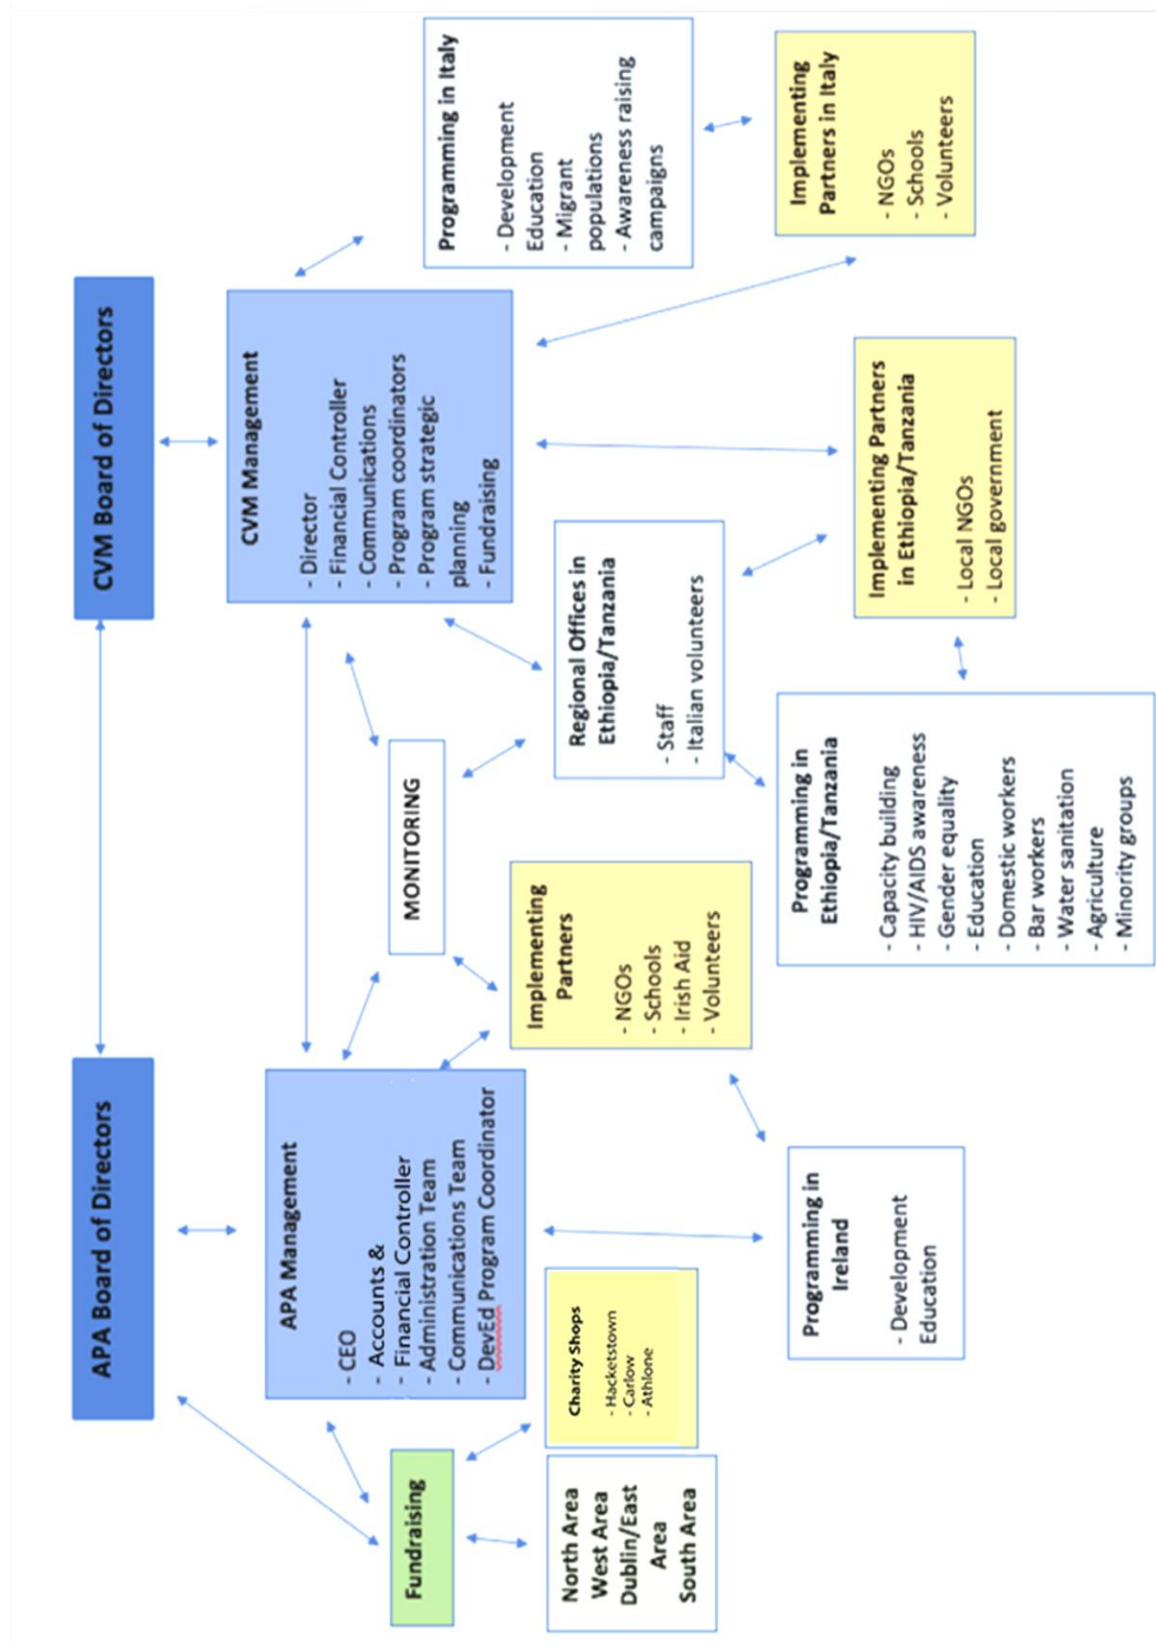 APA Board of Directors
CVM Board of Directors
APA Management
- CEO
- Accounts &
- Financial Controller
- Administration Team
- Communications Team
- DevEd Program Coordinator
CVM Management
- Director
- Financial Controller
- Communications
- Program coordinators
- Program strategic
planning
- Fundraising
Fundraising
MONITORING
Programming in Italy
- Development
Education
- Migrant
populations
- Awareness raising
campaigns
North Area
West Area
Dublin/East
Area
South Area
Charity Shops
- Hacketstown
- Carlow
- Athlone
Implementing
Partners
- NGOs
- Schools
- Irish Aid
- Volunteers
Regional Offices in
Ethiopia/Tanzania
- Staff
- Italian volunteers
Programming in
Ireland
- Development
Education
Programming in
Ethiopia/Tanzania
- Capacity building
- HIV/AIDS awareness
- Gender equality
- Education
- Domestic workers
- Bar workers
- Water sanitation
- Agriculture
- Minority groups
Implementing Partners
in Ethiopia/Tanzania
- Local NGOs
- Local government
Implementing
Partners in Italy
- NGOs
- Schools
- Volunteers